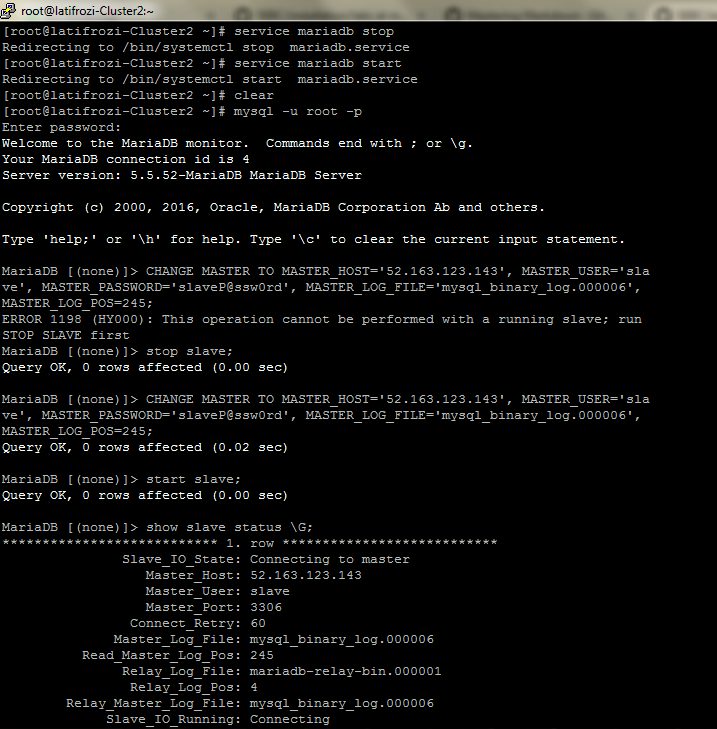 root@latifrozi-Cluster2:~
[root@latifrozi-Cluster2 ~]# service mariadb stop
Redirecting to /bin/systemctl stop  mariadb.service
[root@latifrozi-Cluster2 ~]# service mariadb start
Redirecting to /bin/systemctl start  mariadb.service
[root@latifrozi-Cluster2 ~]# clear
[root@latifrozi-Cluster2 ~]# mysql -u root -p
Enter password:
Welcome to the MariaDB monitor.  Commands end with ; or \g.
Your MariaDB connection id is 4
Server version: 5.5.52-MariaDB MariaDB Server
Copyright (c) 2000, 2016, Oracle, MariaDB Corporation Ab and others.
Type 'help;' or '\h' for help. Type '\c' to clear the current input statement.
MariaDB [(none)]> CHANGE MASTER TO MASTER_HOST='52.163.123.143', MASTER_USER='sla
ve', MASTER_PASSWORD='slaveP@ssw0rd', MASTER_LOG_FILE='mysql_binary_log.000006',
MASTER_LOG_POS=245;
ERROR 1198 (HY000): This operation cannot be performed with a running slave; run
STOP SLAVE first
MariaDB [(none)]> stop slave;
Query OK, 0 rows affected (0.00 sec)
MariaDB [(none)]> CHANGE MASTER TO MASTER_HOST='52.163.123.143', MASTER_USER='sla
ve', MASTER_PASSWORD='slaveP@ssw0rd', MASTER_LOG_FILE='mysql_binary_log.000006',
MASTER_LOG_POS=245;
Query OK, 0 rows affected (0.02 sec)
MariaDB [(none)]> start slave;
Query OK, 0 rows affected (0.00 sec)
MariaDB [(none)]> show slave status \G;
*************************** 1. row ***************************
Slave_IO_State: Connecting to master
Master_Host: 52.163.123.143
Master_User: slave
Master_Port: 3306
Connect_Retry: 60
Master_Log_File: mysql_binary_log.000006
Read_Master_Log_Pos: 245
Relay_Log_File: mariadb-relay-bin.000001
Relay_Log_Pos: 4
Relay_Master_Log_File: mysql_binary_log.000006
Slave_IO_Running: Connecting